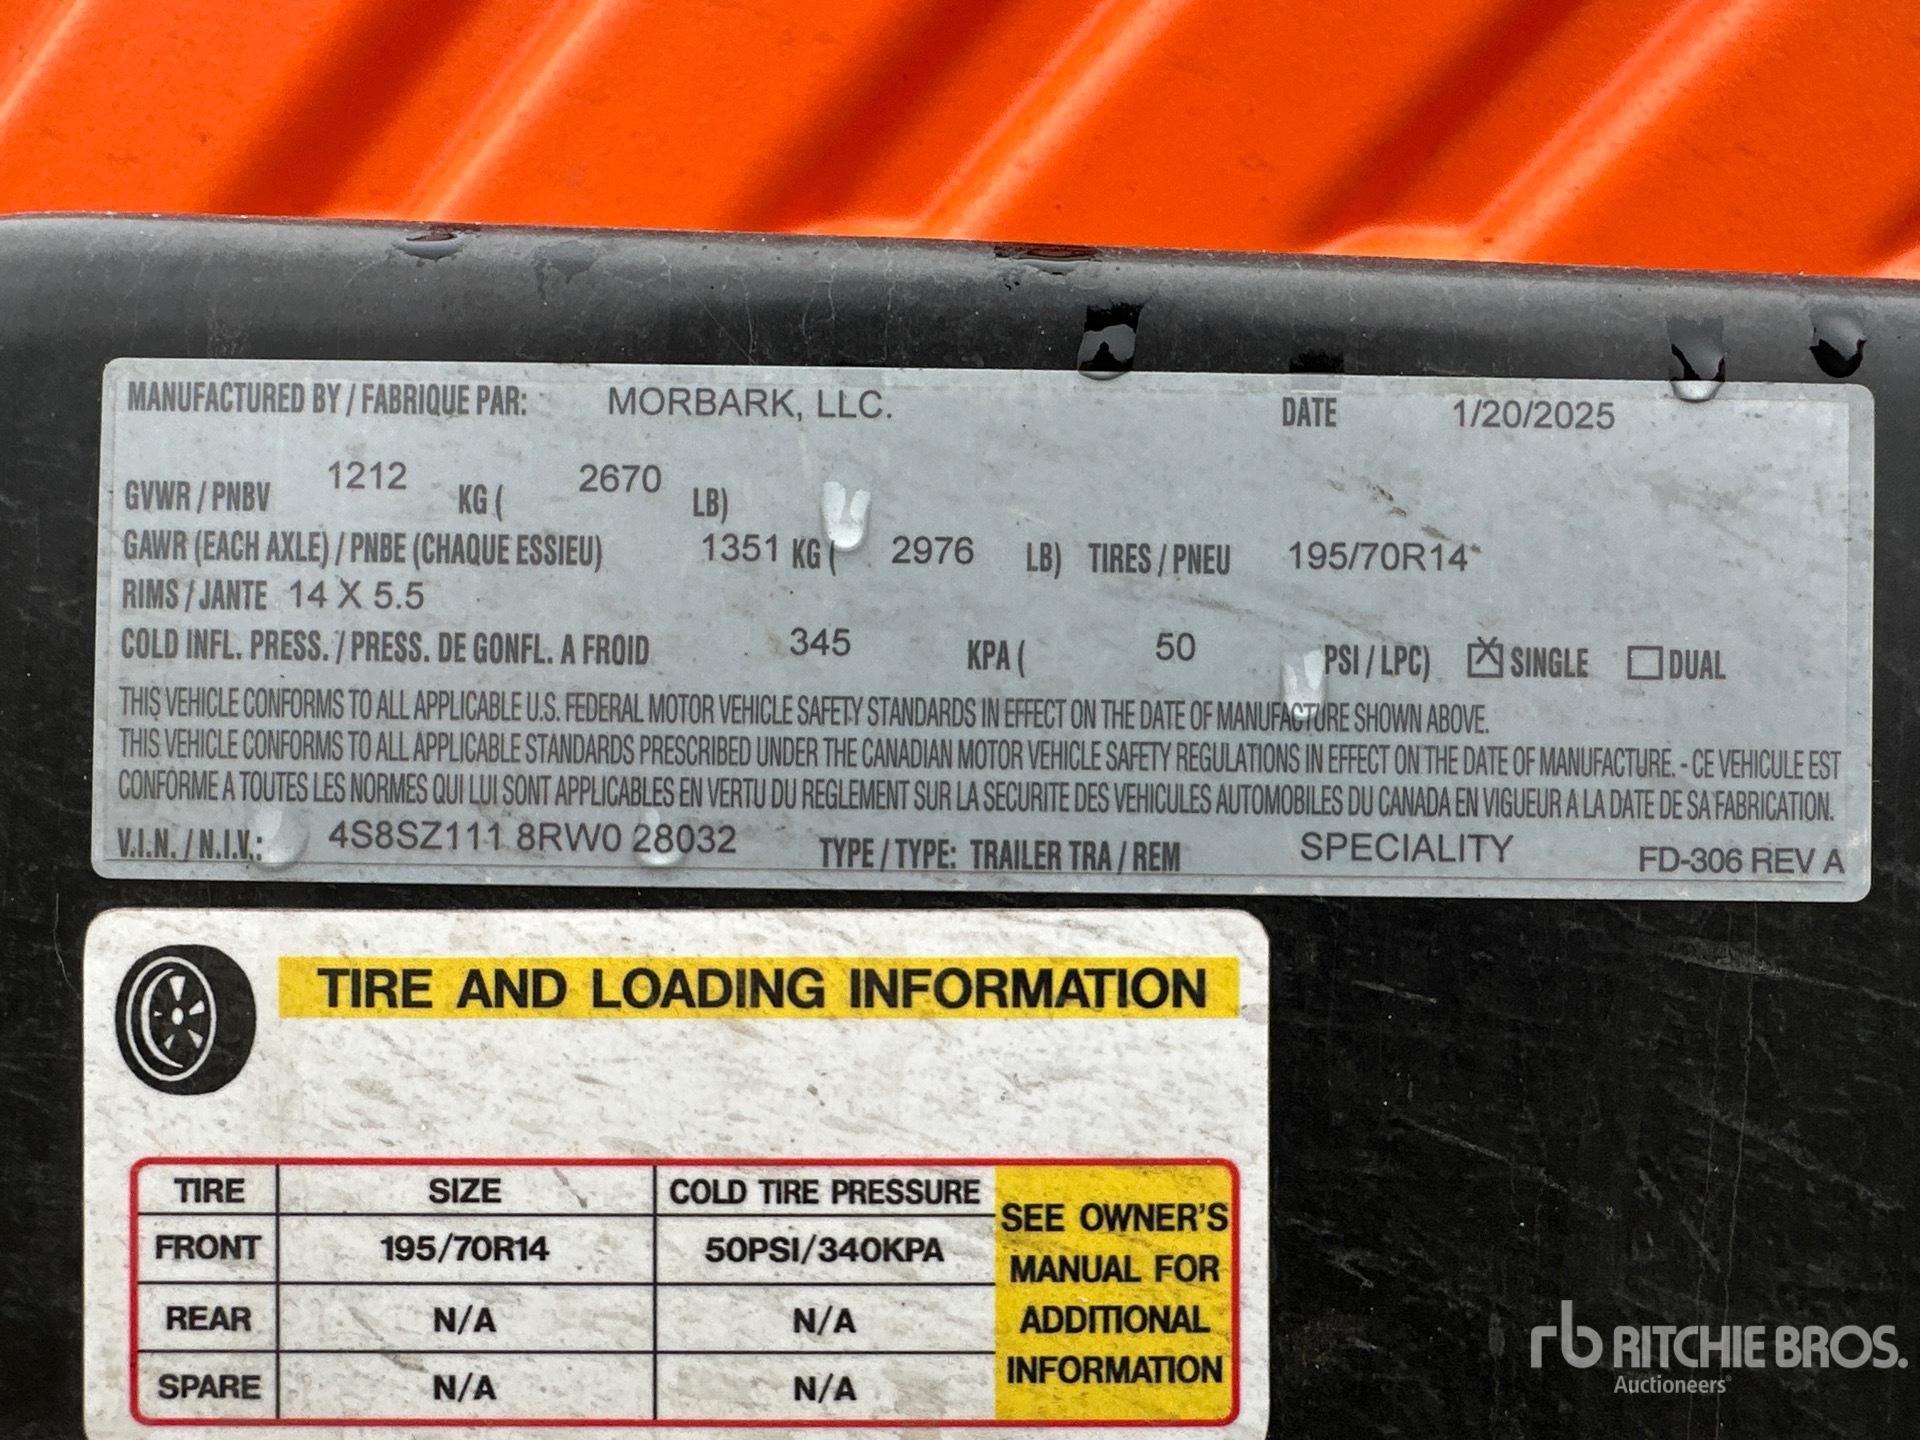 MANUFACTURED BY / FABRIQUE PAR: MORBARK, LLC. DATE 1/20/2025
GVWR / PNBV 1212 KG ( 2670 LB)
GAWR (EACH AXLE) / PNBE (CHAQUE ESSIEU) 1351 KG ( 2976 LB) TIRES / PNEU 195/70R14
RIMS / JANTE 14 X 5.5
COLD INFL. PRESS. / PRESS. DE GONFL. A FROID 345 KPA ( 50 PSI / LPC) X SINGLE DUAL
THIS VEHICLE CONFORMS TO ALL APPLICABLE U.S. FEDERAL MOTOR VEHICLE SAFETY STANDARDS IN EFFECT ON THE DATE OF MANUFACTURE SHOWN ABOVE.
THIS VEHICLE CONFORMS TO ALL APPLICABLE STANDARDS PRESCRIBED UNDER THE CANADIAN MOTOR VEHICLE SAFETY REGULATIONS IN EFFECT ON THE DATE OF MANUFACTURE. - CE VEHICULE EST
CONFORME A TOUTES LES NORMES QUI LUI SONT APPLICABLES EN VERTU DU REGLEMENT SUR LA SECURITE DES VEHICULES AUTOMOBILES DU CANADA EN VIGUEUR A LA DATE DE SA FABRICATION.
V.I.N. / N.I.V.: 4S8SZ111 8RW0 28032 TYPE / TYPE: TRAILER TRA / REM SPECIALITY FD-306 REV A
TIRE AND LOADING INFORMATION
TIRE SIZE COLD TIRE PRESSURE
FRONT 195/70R14 50PSI/340KPA
REAR N/A N/A
SPARE N/A N/A
SEE OWNER'S
MANUAL FOR
ADDITIONAL
INFORMATION
rb RITCHIE BROS.
Auctioneers